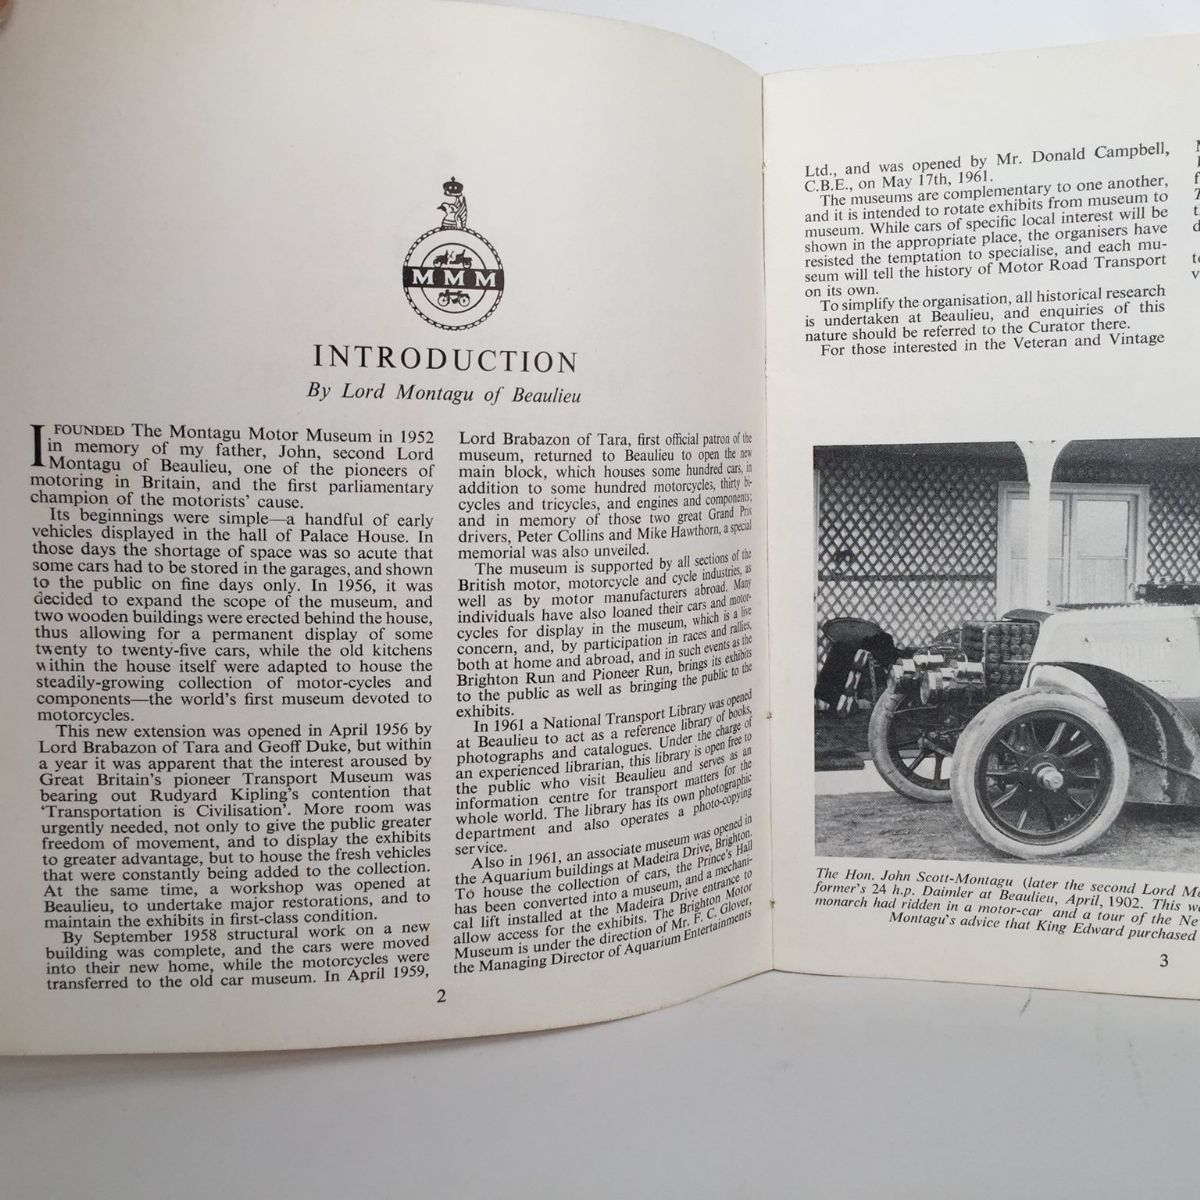 MMM
INTRODUCTION
By Lord Montagu of Beaulieu
I FOUNDED The Montagu Motor Museum in 1952
in memory of my father, John, second Lord
Montagu of Beaulieu, one of the pioneers of
motoring in Britain, and the first parliamentary
champion of the motorists' cause.
Its beginnings were simple—a handful of early
vehicles displayed in the hall of Palace House. In
those days the shortage of space was so acute that
some cars had to be stored in the garages, and shown
to the public on fine days only. In 1956, it was
decided to expand the scope of the museum, and
two wooden buildings were erected behind the house,
thus allowing for a permanent display of some
twenty to twenty-five cars, while the old kitchens
within the house itself were adapted to house the
steadily-growing collection of motor-cycles and
components—the world's first museum devoted to
motorcycles.
This new extension was opened in April 1956 by
Lord Brabazon of Tara and Geoff Duke, but within
a year it was apparent that the interest aroused by
Great Britain's pioneer Transport Museum was
bearing out Rudyard Kipling's contention that
'Transportation is Civilisation'. More room was
urgently needed, not only to give the public greater
freedom of movement, and to display the exhibits
to greater advantage, but to house the fresh vehicles
that were constantly being added to the collection.
At the same time, a workshop was opened at
Beaulieu, to undertake major restorations, and to
maintain the exhibits in first-class condition.
By September 1958 structural work on a new
building was complete, and the cars were moved
into their new home, while the motorcycles were
transferred to the old car museum. In April 1959,
Lord Brabazon of Tara, first official patron of the
museum, returned to Beaulieu to open the new
main block, which houses some hundred cars, in
addition to some hundred motorcycles, thirty bi-
cycles and tricycles, and engines and components;
and in memory of those two great Grand Prix
drivers, Peter Collins and Mike Hawthorn, a special
memorial was also unveiled.
The museum is supported by all sections of the
British motor, motorcycle and cycle industries, as
well as by motor manufacturers abroad. Many
individuals have also loaned their cars and motor-
cycles for display in the museum, which is a live
concern, and, by participation in races and rallies,
both at home and abroad, and in such events as the
Brighton Run and Pioneer Run, brings its exhibits
to the public as well as bringing the public to the
exhibits.
In 1961 a National Transport Library was opened
at Beaulieu to act as a reference library of books,
photographs and catalogues. Under the charge of
an experienced librarian, this library is open free to
the public who visit Beaulieu and serves as an
information centre for transport matters for the
whole world. The library has its own photographic
department and also operates a photo-copying
service.
Also in 1961, an associate museum was opened in
the Aquarium buildings at Madeira Drive, Brighton.
To house the collection of cars, the Prince's Hall
has been converted into a museum, and a mechani-
cal lift installed at the Madeira Drive entrance to
allow access for the exhibits. The Brighton Motor
Museum is under the direction of Mr. F. C. Glover,
the Managing Director of Aquarium Entertainments
2
Ltd., and was opened by Mr. Donald Campbell,
C.B.E., on May 17th, 1961.
The museums are complementary to one another,
and it is intended to rotate exhibits from museum to
museum. While cars of specific local interest will be
shown in the appropriate place, the organisers have
resisted the temptation to specialise, and each mu-
seum will tell the history of Motor Road Transport
on its own.
To simplify the organisation, all historical research
is undertaken at Beaulieu, and enquiries of this
nature should be referred to the Curator there.
For those interested in the Veteran and Vintage
The Hon. John Scott-Montagu (later the second Lord
former's 24 h.p. Daimler at Beaulieu, April, 1902. This
monarch had ridden in a motor-car and a tour of the
Montagu's advice that King Edward purchased
3